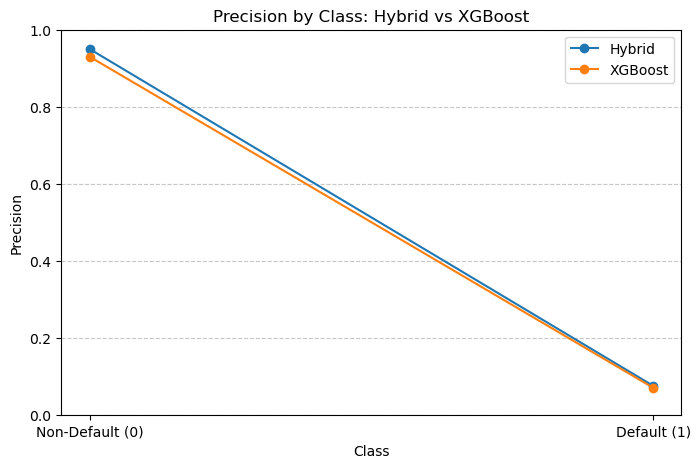 Precision by Class: Hybrid vs XGBoost
Hybrid
XGBoost
Precision
1.0
0.8
0.6
0.4
0.2
0.0
Non-Default (0)
Default (1)
Class